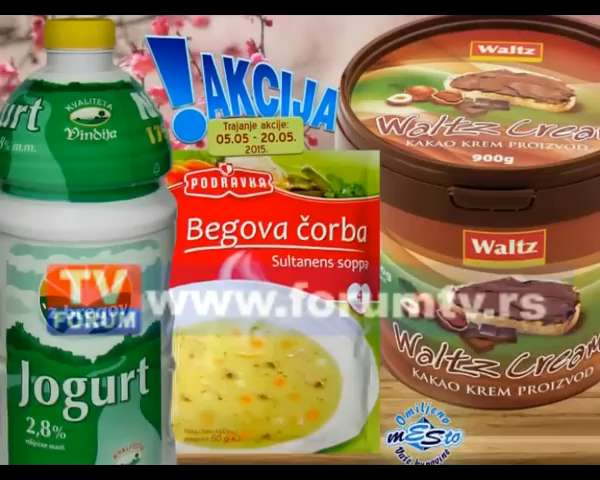 KVALITETA
Vindija
TV
FORUM
Jogurt
2,8%
!AKCIJA
Trajanje akcije:
05.05 - 20.05.
2015.
PODRAVKA
Begova čorba
Sultanens soppa
www.forumtv.rs
Waltz
Waltz Cream
KAKAO KREM PROIZVOD
900g
Waltz
Waltz Cream
KAKAO KREM PROIZVOD
Omiljeno
mESto
Vaše kupovine